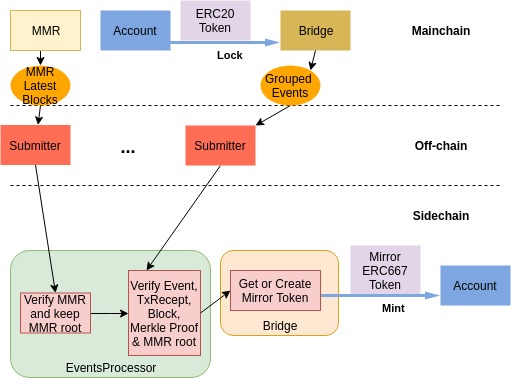 MMR
Account
ERC20
Token
Lock
Bridge
Mainchain
MMR
Latest
Blocks
Grouped
Events
Submitter
...
Submitter
Off-chain
Sidechain
Verify MMR
and keep
MMR root
Verify Event,
TxRecept,
Block,
Merkle Proof
& MMR root
EventsProcessor
Get or Create
Mirror Token
Bridge
Mirror
ERC667
Token
Mint
Account